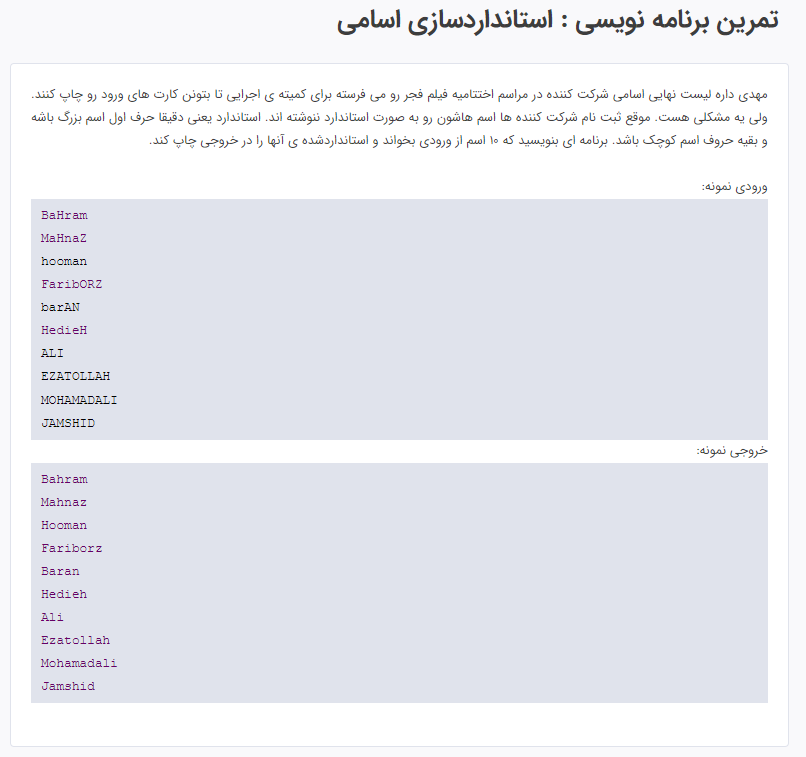 تمرین برنامه نویسی : استانداردسازی اسامی
مهدی داره لیست نهایی اسامی شرکت کننده در مراسم اختتامیه فیلم فجر رو می فرسته برای کمیته ی اجرایی تا بتونن کارت های ورود رو چاپ کنند.
ولی یه مشکلی هست. موقع ثبت نام شرکت کننده ها اسم هاشون رو به صورت استاندارد ننوشته اند. استاندارد یعنی دقیقا حرف اول اسم بزرگ باشه
و بقیه حروف اسم کوچک باشد. برنامه ای بنویسید که ۱۰ اسم از ورودی بخواند و استانداردشده ی آنها را در خروجی چاپ کند.
ورودی نمونه:
BaHram
MaHnaZ
hooman
FaribORZ
barAN
HedieH
ALI
EZATOLLAH
MOHAMADALI
JAMSHID
خروجی نمونه:
Bahram
Mahnaz
Hooman
Fariborz
Baran
Hedieh
Ali
Ezatollah
Mohamadali
Jamshid